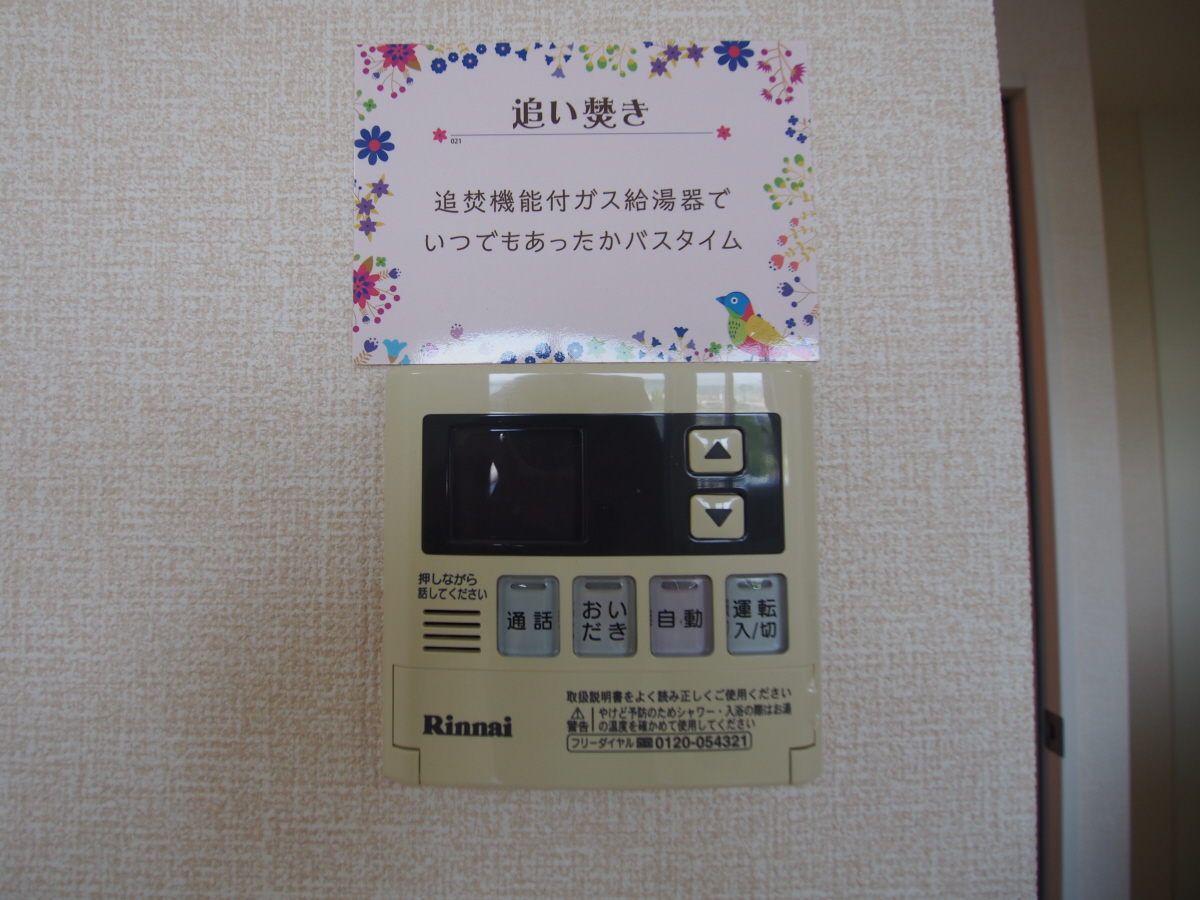 追い焚き
021
追焚機能付ガス給湯器で
いつでもあったかバスタイム
押しながら
話してください
通話
おい
だき
自動
運転
入/切
取扱説明書をよく読み正しくご使用ください
警告
やけど予防のためシャワー・入浴の際はお湯
の温度を確かめて使用してください
Rinnai
フリーダイヤル 0120-054321